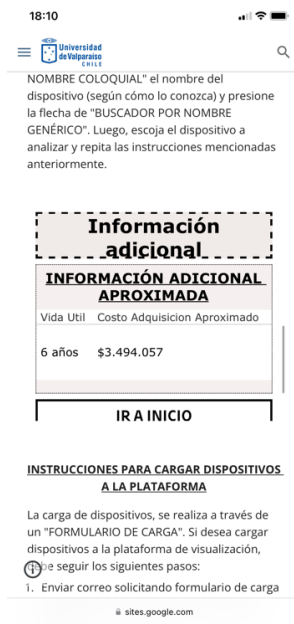 18:10
Universidad
de Valparaíso
CHILE
NOMBRE COLOQUIAL" el nombre del
dispositivo (según cómo lo conozca) y presione
la flecha de "BUSCADOR POR NOMBRE
GENÉRICO". Luego, escoja el dispositivo a
analizar y repita las instrucciones mencionadas
anteriormente.
Información
adicional
INFORMACIÓN ADICIONAL
APROXIMADA
Vida Util Costo Adquisicion Aproximado
6 años $3.494.057
IR A INICIO
INSTRUCCIONES PARA CARGAR DISPOSITIVOS
A LA PLATAFORMA
La carga de dispositivos, se realiza a través de
un "FORMULARIO DE CARGA". Si desea cargar
dispositivos a la plataforma de visualización,
debe seguir los siguientes pasos:
1. Enviar correo solicitando formulario de carga
sites.google.com